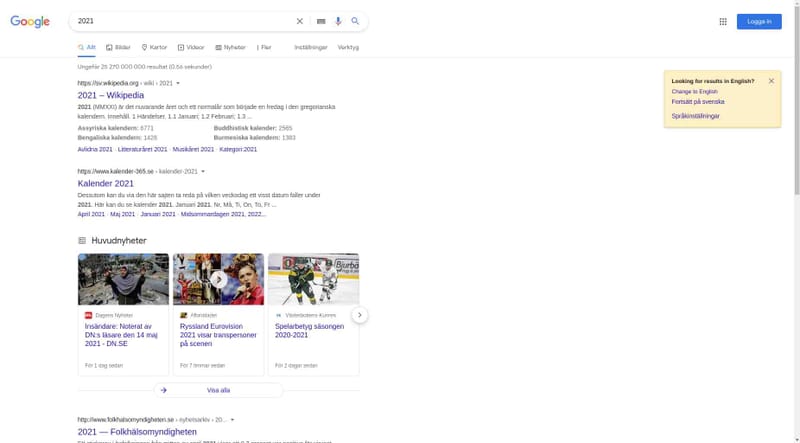 Google
2021
Logga in
Allt Bilder Kartor Videor Nyheter Fler Inställningar Verktyg
Ungefär 25 270 000 000 resultat (0,56 sekunder)
https://sv.wikipedia.org › wiki › 2021
2021 – Wikipedia
2021 (MMXXI) är det nuvarande året och ett normalår som började en fredag i den gregorianska
kalendern. Innehåll. 1 Händelser. 1.1 Januari; 1.2 Februari; 1.3 ...
Assyriska kalendern: 6771 Buddhistisk kalender: 2565
Bengaliska kalendern: 1428 Burmesiska kalendern: 1383
Avlidna 2021 · Litteraturåret 2021 · Musikåret 2021 · Kategori:2021
https://www.kalender-365.se › kalender-2021
Kalender 2021
Dessutom kan du via den här sajten ta reda på vilken veckodag ett visst datum faller under
2021. Här kan du se kalender 2021. Januari 2021. Nr, Må, Ti, On, To, Fr ...
April 2021 · Maj 2021 · Januari 2021 · Midsommardagen 2021, 2022...
Huvudnyheter
Dagens Nyheter
Insändare: Noterat av
DN:s läsare den 14 maj
2021 - DN.SE
För 1 dag sedan
Aftonbladet
Ryssland Eurovision
2021 visar transpersoner
på scenen
För 7 timmar sedan
Björbo
Västerbottens-Kuriren
Spelarbetyg säsongen
2020-2021
För 2 dagar sedan
Visa alla
http://www.folkhalsomyndigheten.se › nyhetsarkiv › 20...
2021 — Folkhälsomyndigheten
Looking for results in English?
Change to English
Fortsätt på svenska
Språkinställningar